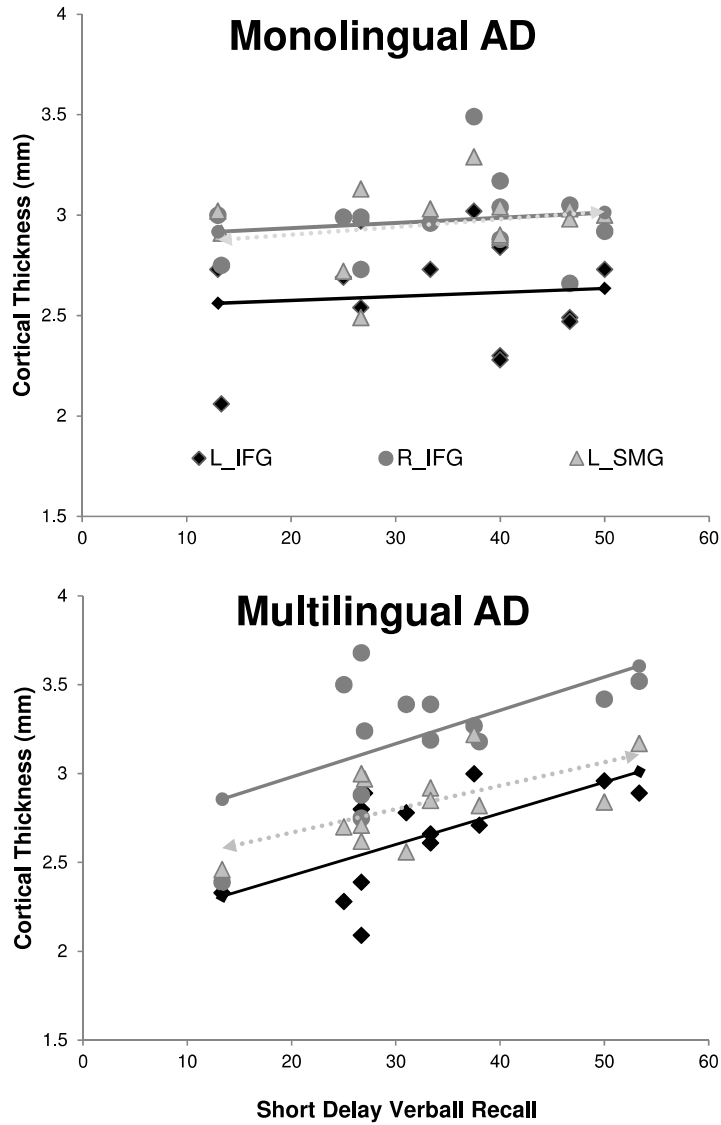 Monolingual AD
Cortical Thickness (mm)
4
3.5
3
2.5
2
1.5
L_IFG R_IFG L_SMG
0 10 20 30 40 50 60
Multilingual AD
Cortical Thickness (mm)
4
3.5
3
2.5
2
1.5
0 10 20 30 40 50 60
Short Delay Verball Recall